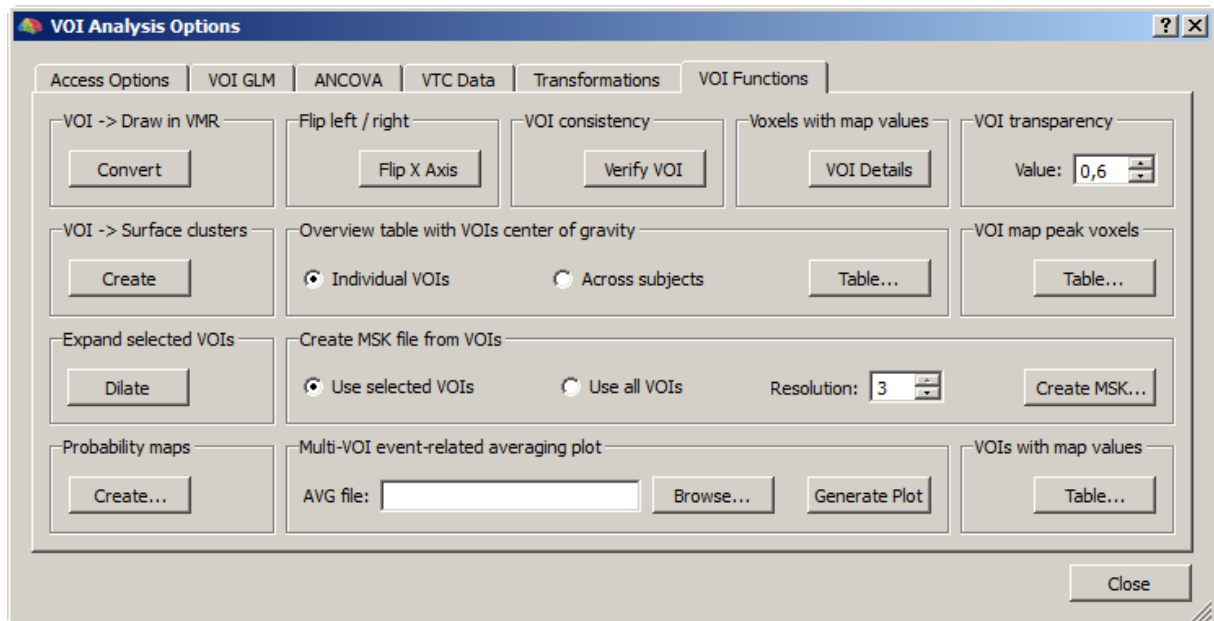 VOI Analysis Options
Access Options VOI GLM ANCOVA VTC Data Transformations VOI Functions
VOI -> Draw in VMR Flip left / right VOI consistency Voxels with map values VOI transparency
Convert Flip X Axis Verify VOI VOI Details Value: 0,6
VOI -> Surface clusters Overview table with VOIs center of gravity VOI map peak voxels
Create Individual VOIs Across subjects Table... Table...
Expand selected VOIs Create MSK file from VOIs
Dilate Use selected VOIs Use all VOIs Resolution: 3 Create MSK...
Probability maps Multi-VOI event-related averaging plot VOIs with map values
Create... AVG file: Browse... Generate Plot Table...
Close